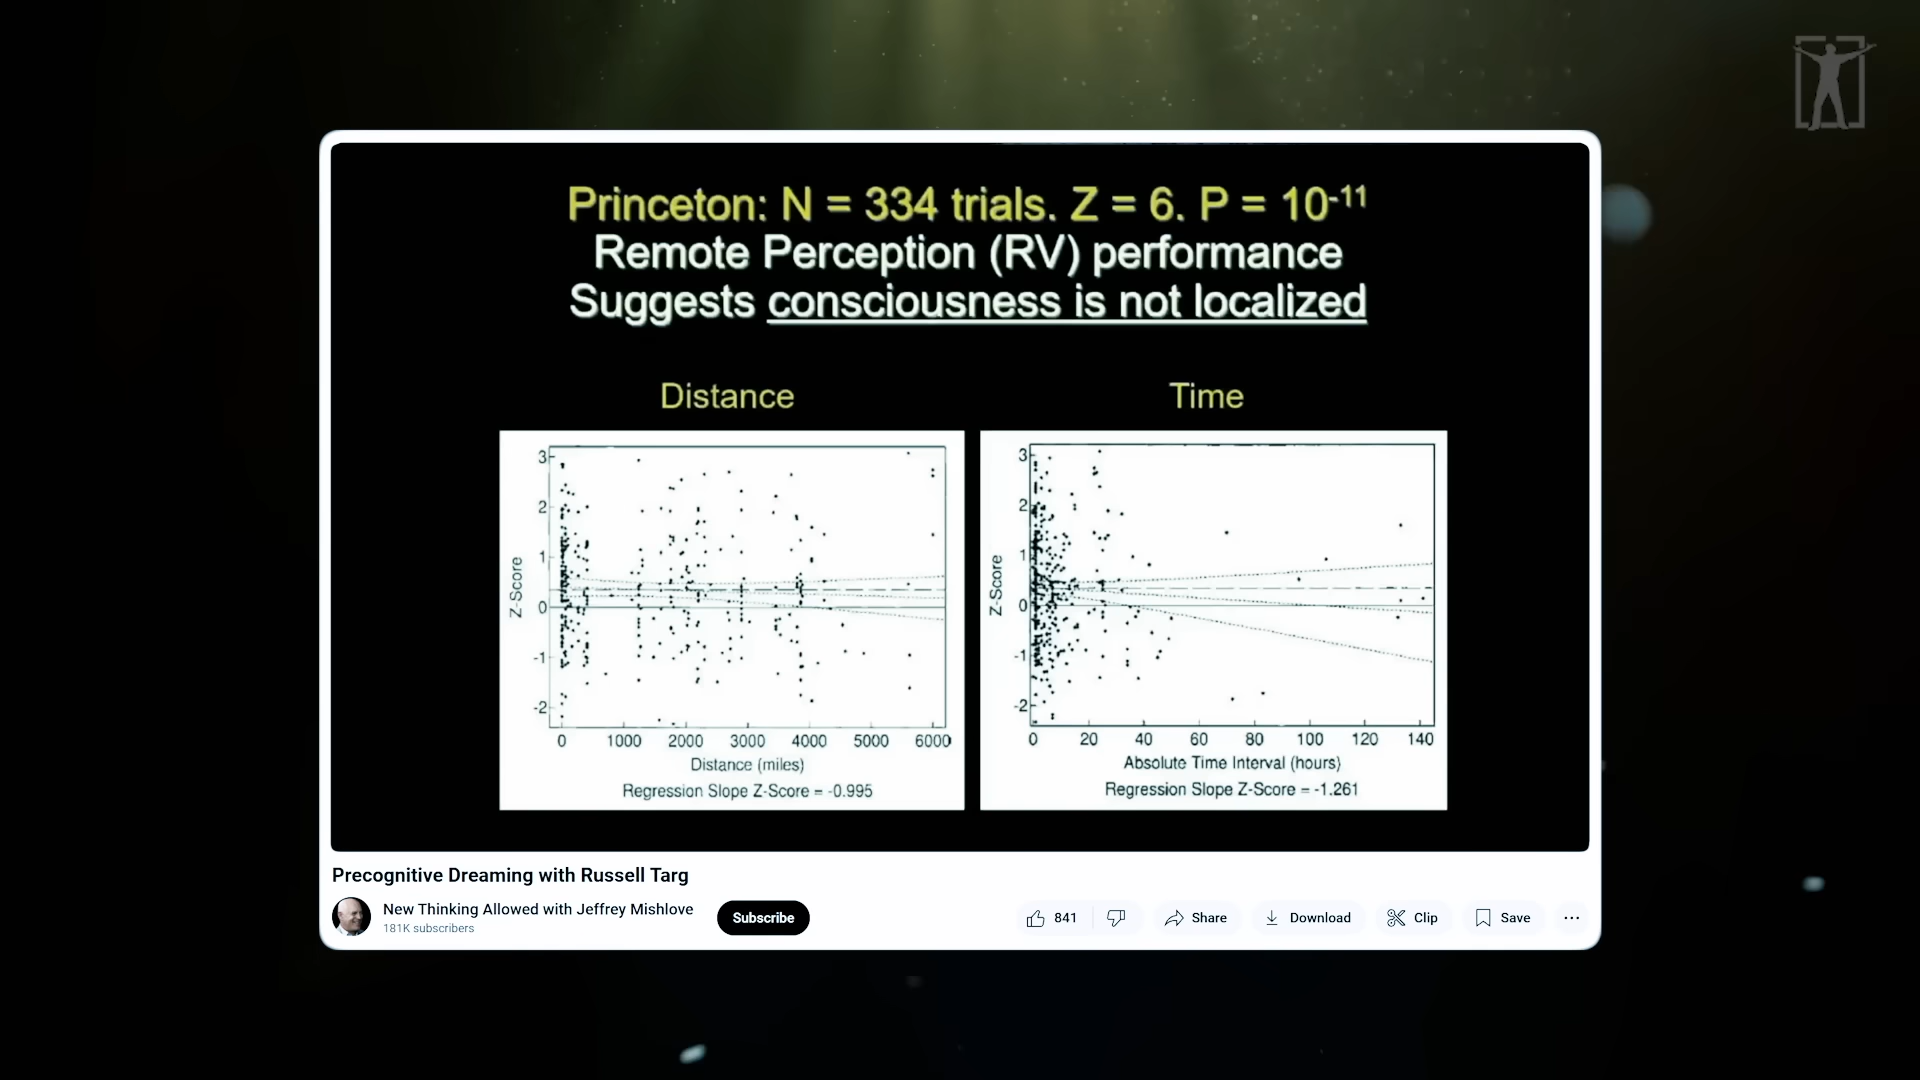 Princeton: N = 334 trials. Z = 6. P = 10-11
Remote Perception (RV) performance
Suggests consciousness is not localized
Distance
Time
3
2
1
0
-1
-2
Z-Score
0 1000 2000 3000 4000 5000 6000
Distance (miles)
Regression Slope Z-Score = -0.995
3
2
1
0
-1
-2
Z-Score
0 20 40 60 80 100 120 140
Absolute Time Interval (hours)
Regression Slope Z-Score = -1.261
Precognitive Dreaming with Russell Targ
New Thinking Allowed with Jeffrey Mishlove
181K subscribers
Subscribe
841
Share
Download
Clip
Save